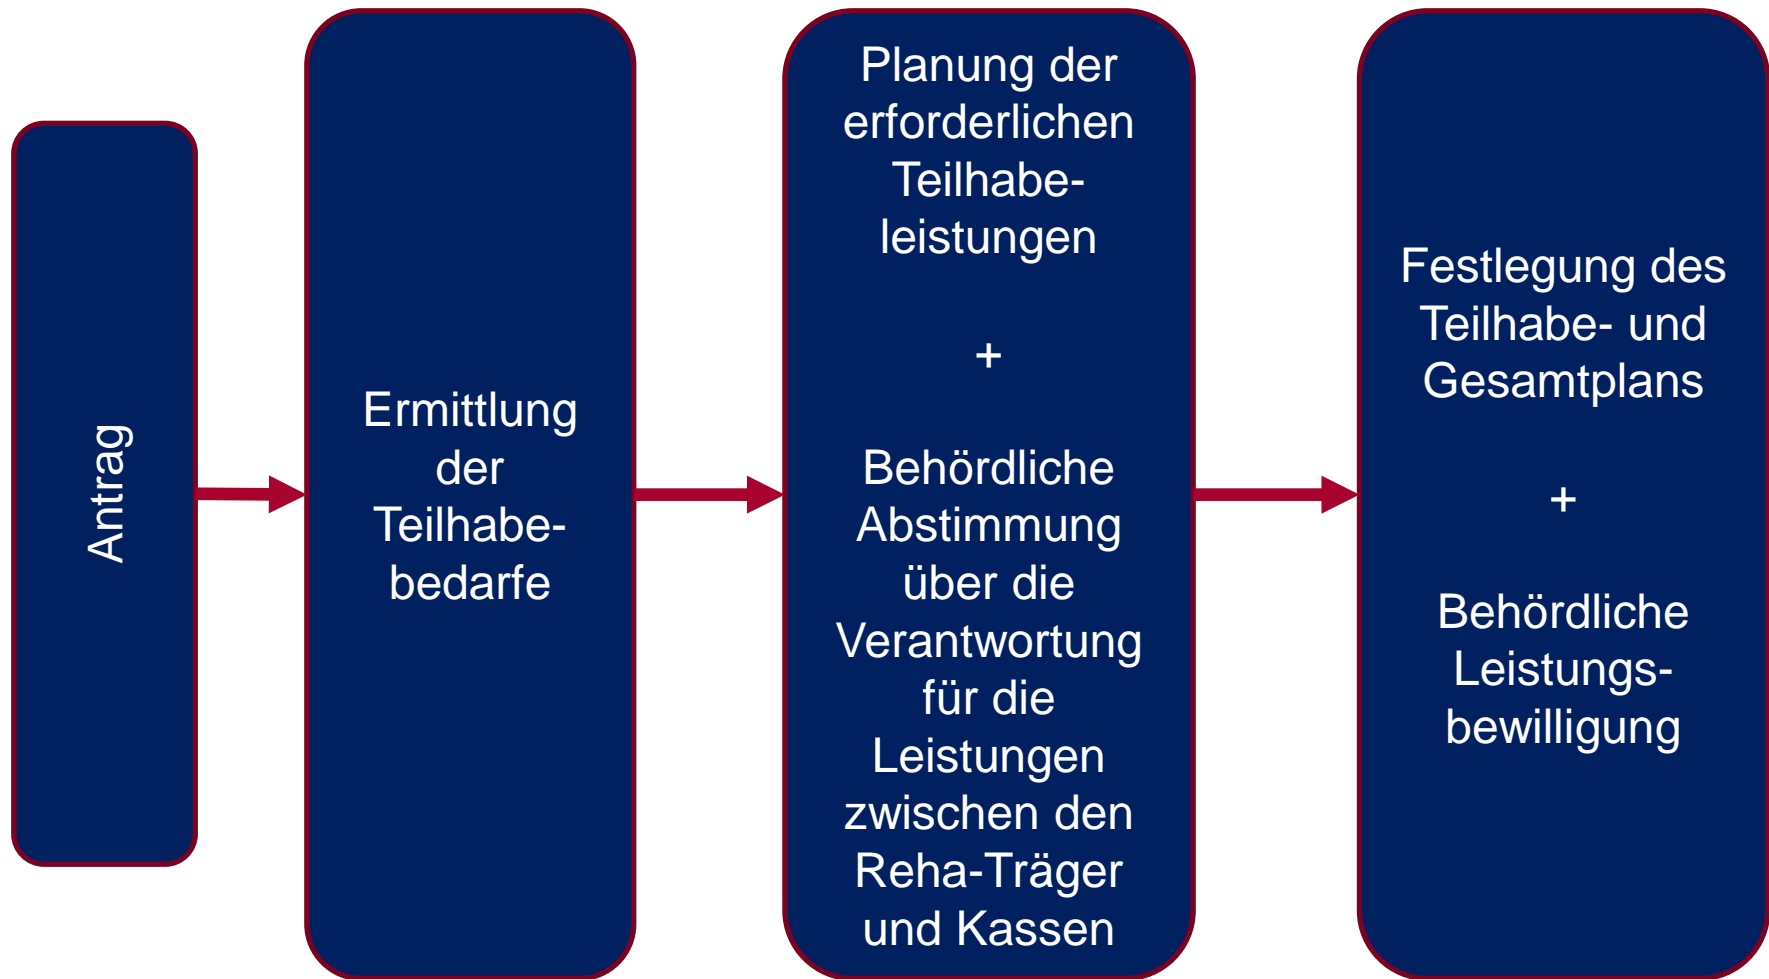 Antrag
Ermittlung
der
Teilhabe-
bedarfe
Planung der
erforderlichen
Teilhabe-
leistungen
+
Behördliche
Abstimmung
über die
Verantwortung
für die
Leistungen
zwischen den
Reha-Träger
und Kassen
Festlegung des
Teilhabe- und
Gesamtplans
+
Behördliche
Leistungs-
bewilligung